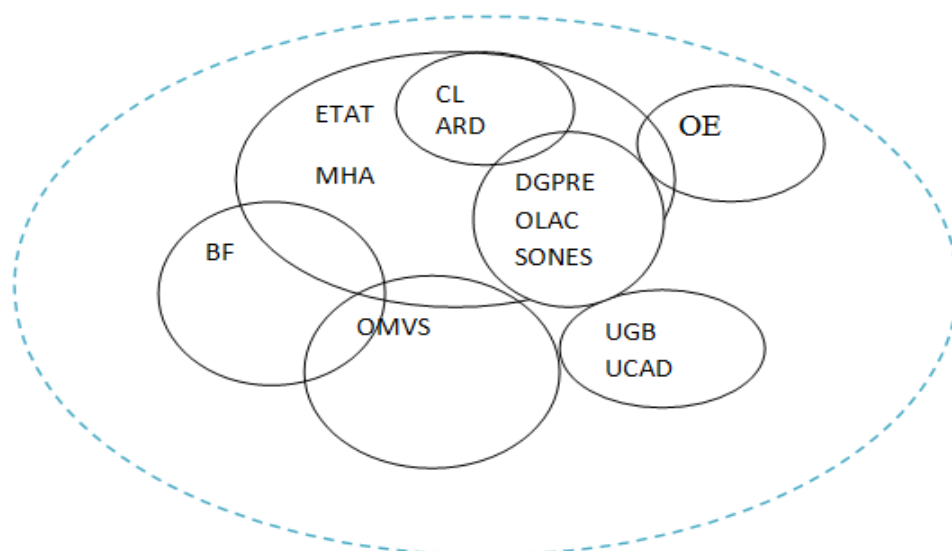 ETAT
MHA
CL
ARD
OE
DGPRE
OLAC
SONES
BF
OMVS
UGB
UCAD